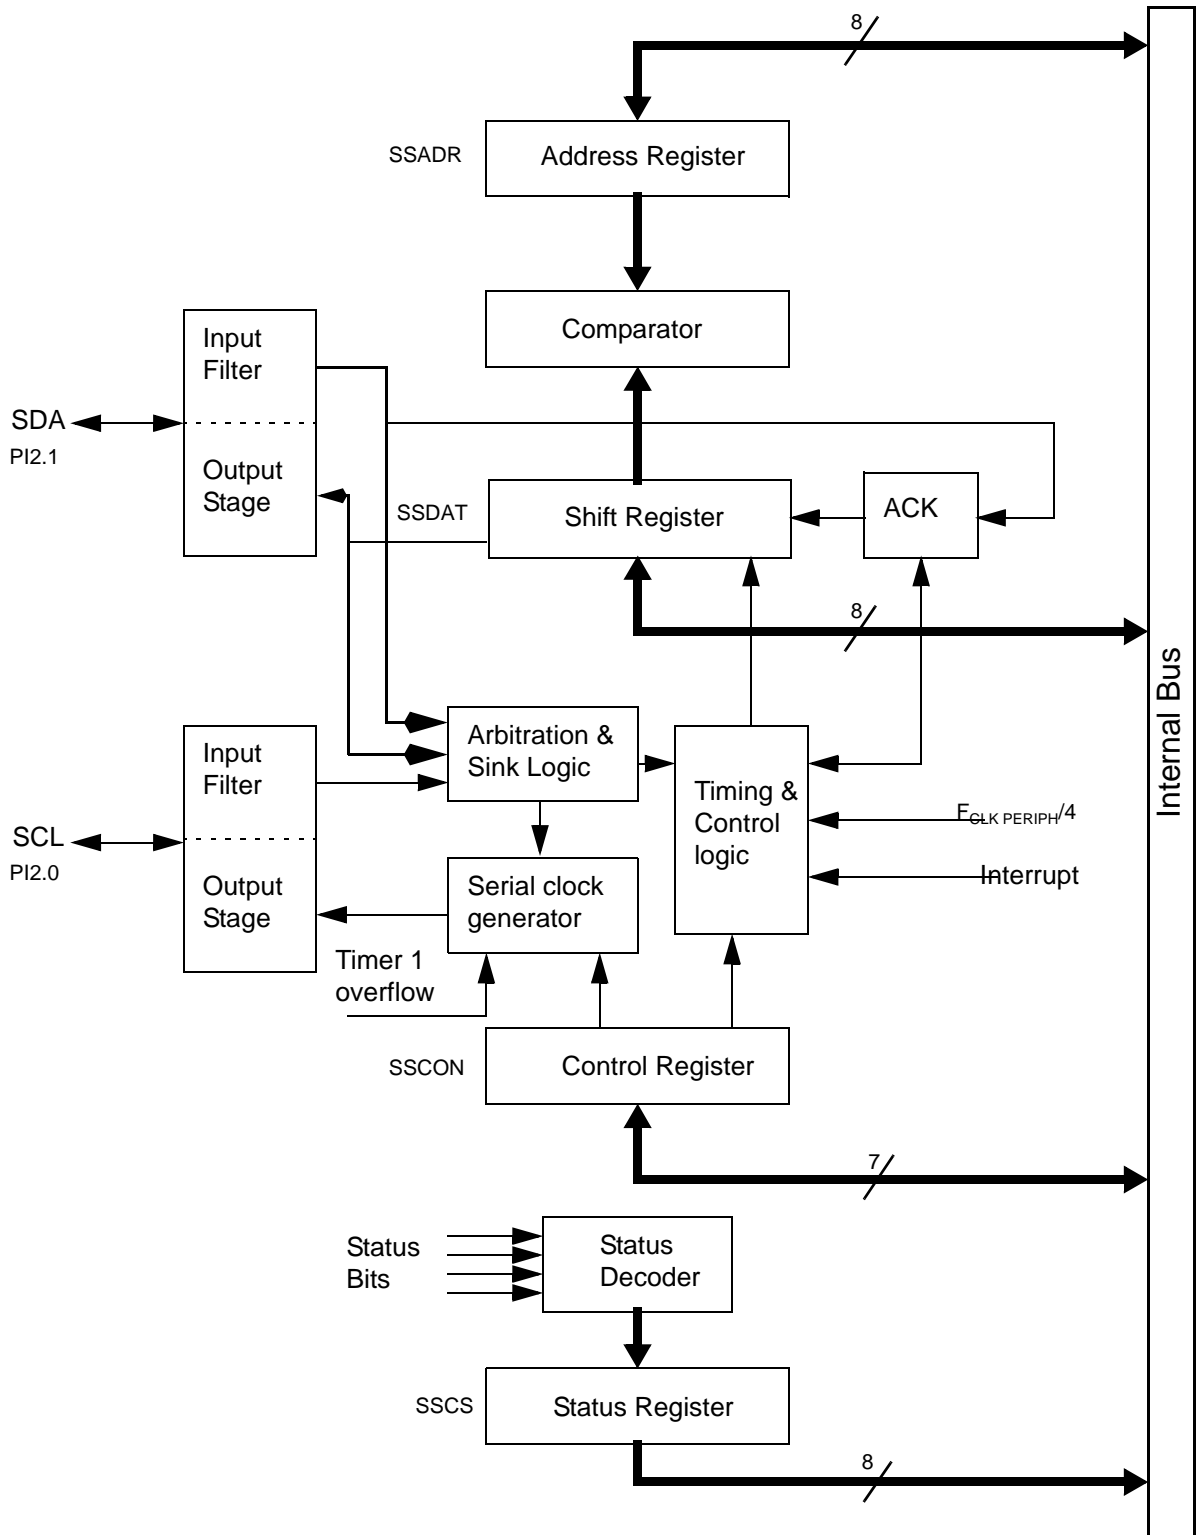 8
SSADR
Address Register
Comparator
Input
Filter
SDA
PI2.1
Output
Stage
SSDAT
Shift Register
ACK
8
Internal Bus
Input
Filter
Arbitration &
Sink Logic
Timing &
Control
logic
FCLK PERIPH/4
SCL
PI2.0
Interrupt
Output
Stage
Serial clock
generator
Timer 1
overflow
SSCON
Control Register
7
Status
Bits
Status
Decoder
SSCS
Status Register
8